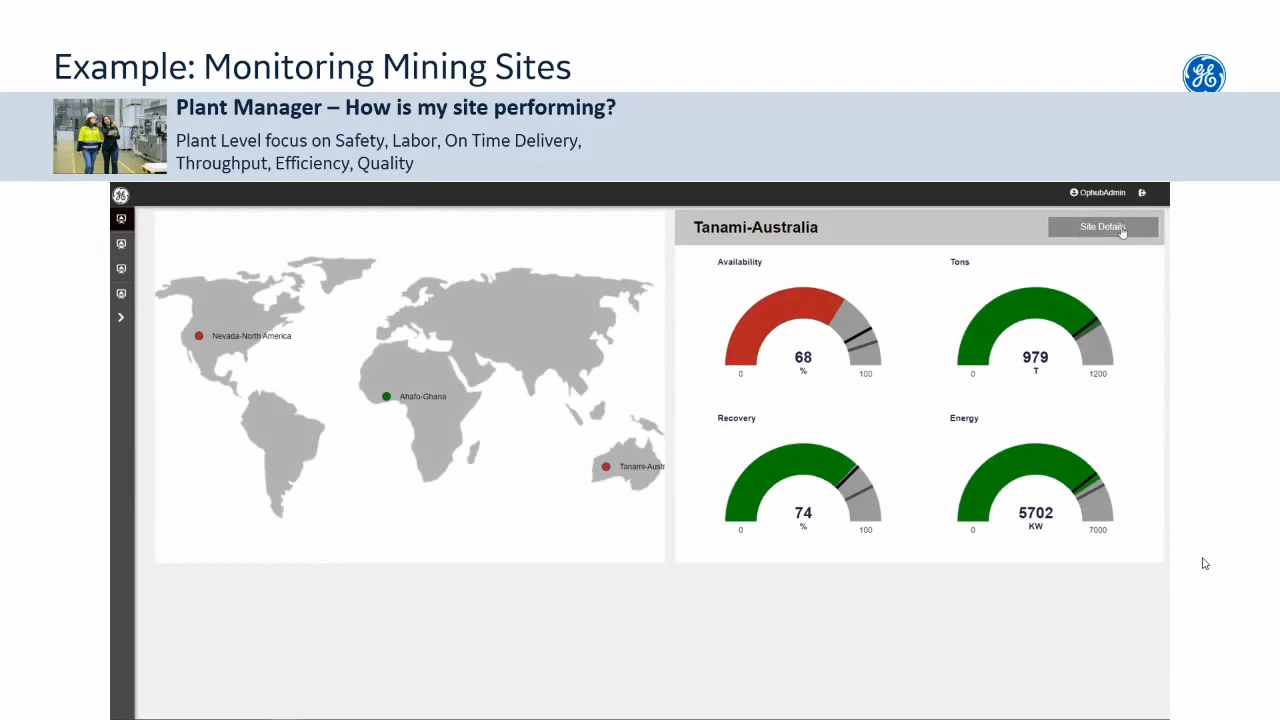 Example: Monitoring Mining Sites
Plant Manager – How is my site performing?
Plant Level focus on Safety, Labor, On Time Delivery,
Throughput, Efficiency, Quality
OphubAdmin
Tanami-Australia
Site Details
Availability
Tons
68
%
0
100
979
T
0
1200
Nevada-North America
Ahafo-Ghana
Tanami-Austr
Recovery
Energy
74
%
0
100
5702
KW
0
7000